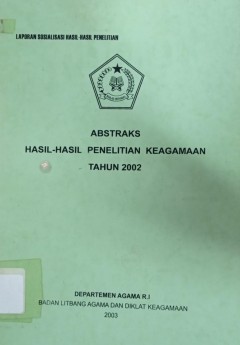 LAPORAN SOSIALISASI HASIL-HASIL PENELITIAN
ABSTRAKS
HASIL-HASIL PENELITIAN KEAGAMAAN
TAHUN 2002
DEPARTEMEN AGAMA R.I
BADAN LITBANG AGAMA DAN DIKLAT KEAGAMAAN
2003